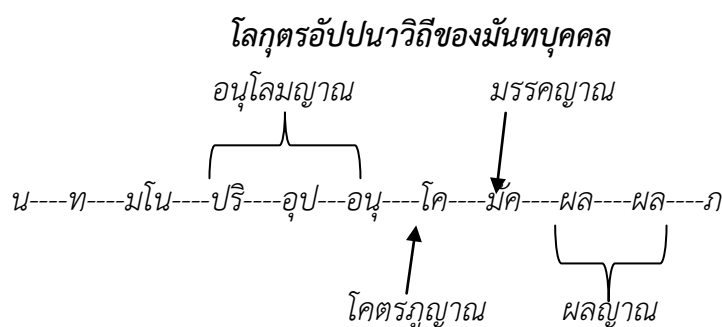 โลกุตรอัปปนาวิถีของมันทบุคคล
อนุโลมญาณ มรรคญาณ
น----ท----มโน----ปริ----อุป---อนุ----โค----มัค----ผล----ผล----ภ
โคตรภูญาณ ผลญาณ